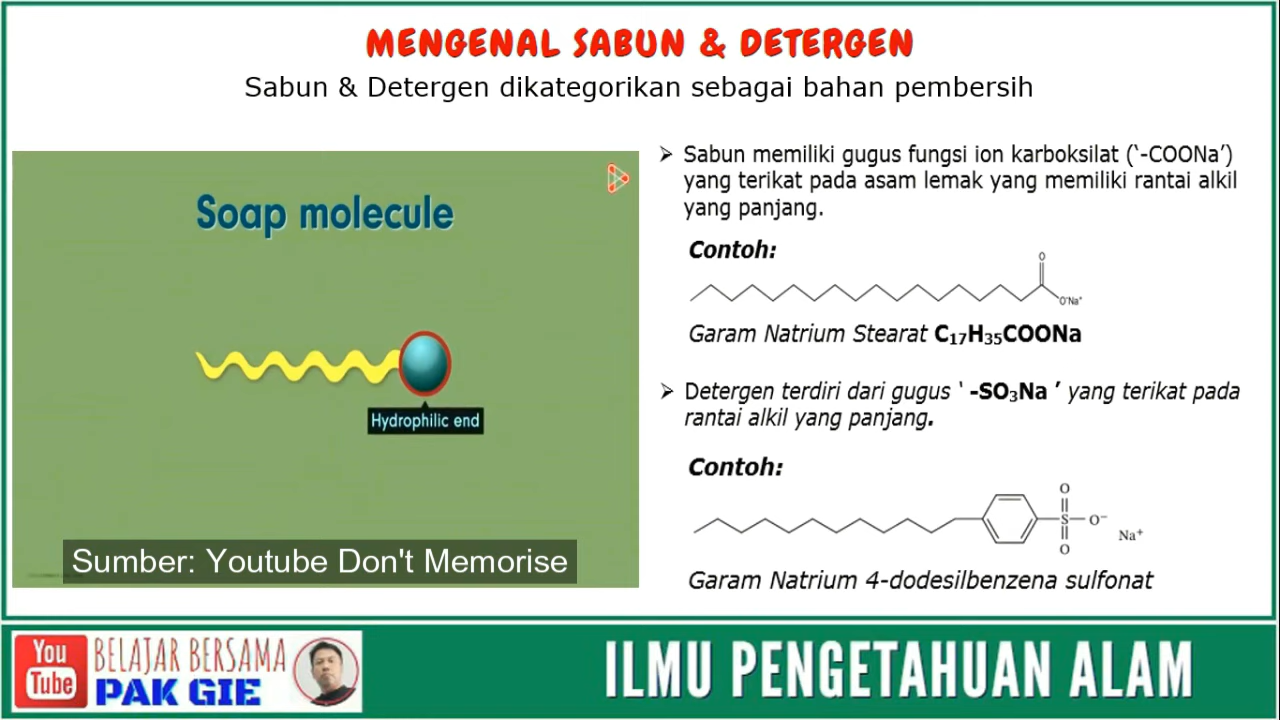 MENGENAL SABUN & DETERGEN
Sabun & Detergen dikategorikan sebagai bahan pembersih
Soap molecule
Hydrophilic end
Sumber: Youtube Don't Memorise
➢ Sabun memiliki gugus fungsi ion karboksilat (‘-COONa’)
yang terikat pada asam lemak yang memiliki rantai alkil
yang panjang.
Contoh:
O
O⁻Na⁺
Garam Natrium Stearat C₁₇H₃₅COONa
➢ Detergen terdiri dari gugus ‘ -SO₃Na ’ yang terikat pada
rantai alkil yang panjang.
Contoh:
O
S O⁻
Na⁺
O
Garam Natrium 4-dodesilbenzena sulfonat
You
Tube
BELAJAR BERSAMA
PAK GIE
ILMU PENGETAHUAN ALAM